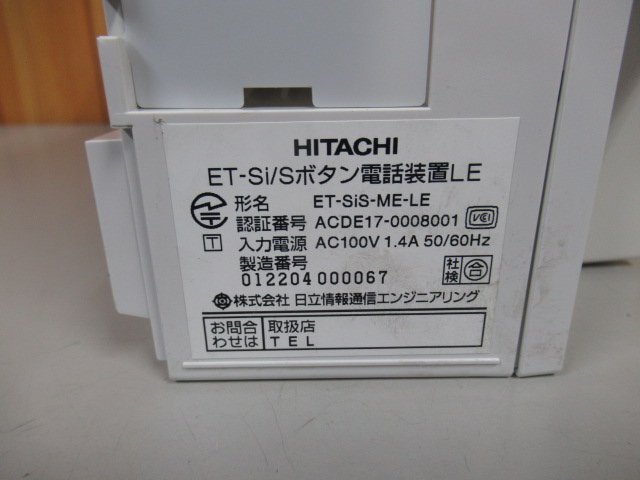 HITACHI
ET-Si/Sボタン電話装置LE
形名 ET-SiS-ME-LE
認証番号 ACDE17-0008001 VCCI
T 入力電源 AC100V 1.4A 50/60Hz
製造番号
012204 000067
社検 合
株式会社 日立情報通信エンジニアリング
お問合わせは 取扱店
TEL